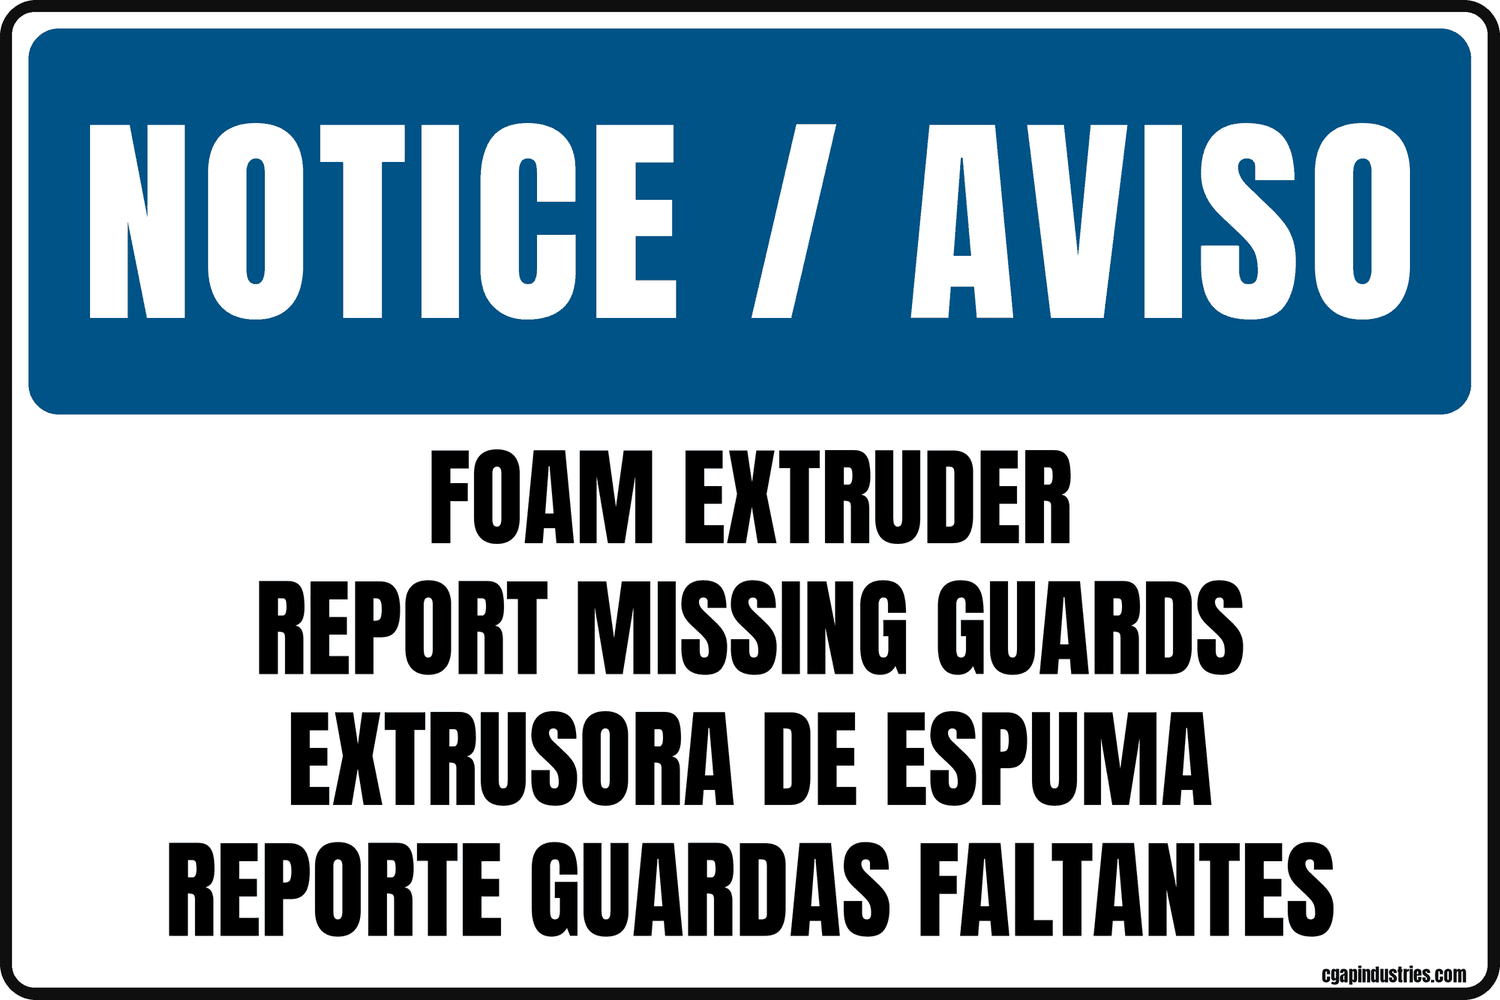 NOTICE / AVISO
FOAM EXTRUDER
REPORT MISSING GUARDS
EXTRUSORA DE ESPUMA
REPORTE GUARDAS FALTANTES
cgapindustries.com